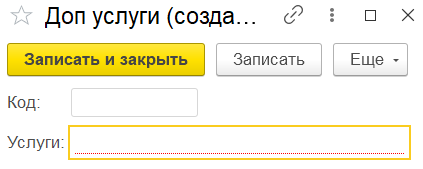 Доп услуги (созда...
Записать и закрыть Записать Еще
Код:
Услуги: